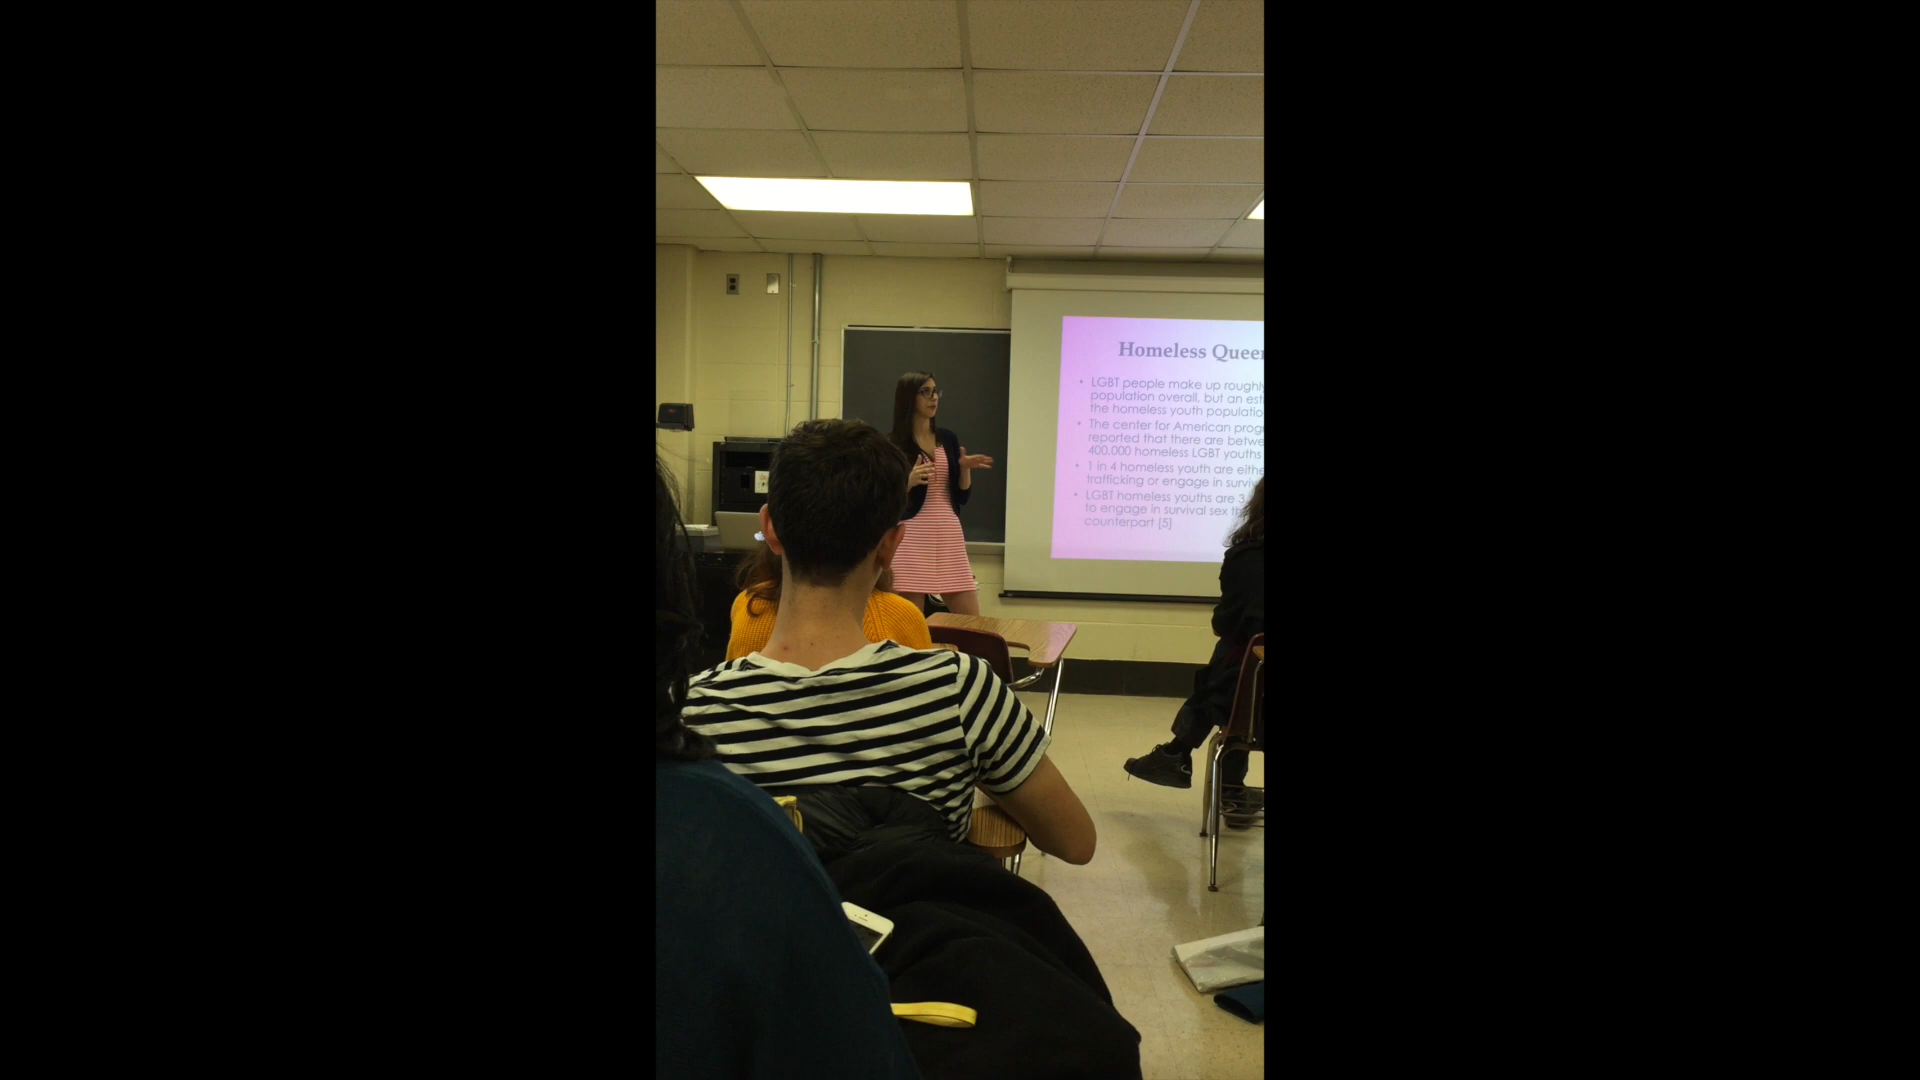 Homeless Queer
• LGBT people make up roughly
population overall, but an est
the homeless youth populatio
• The center for American prog
reported that there are betwe
400,000 homeless LGBT youths
• 1 in 4 homeless youth are eithe
trafficking or engage in surviv
• LGBT homeless youths are 3
to engage in survival sex th
counterpart [5]